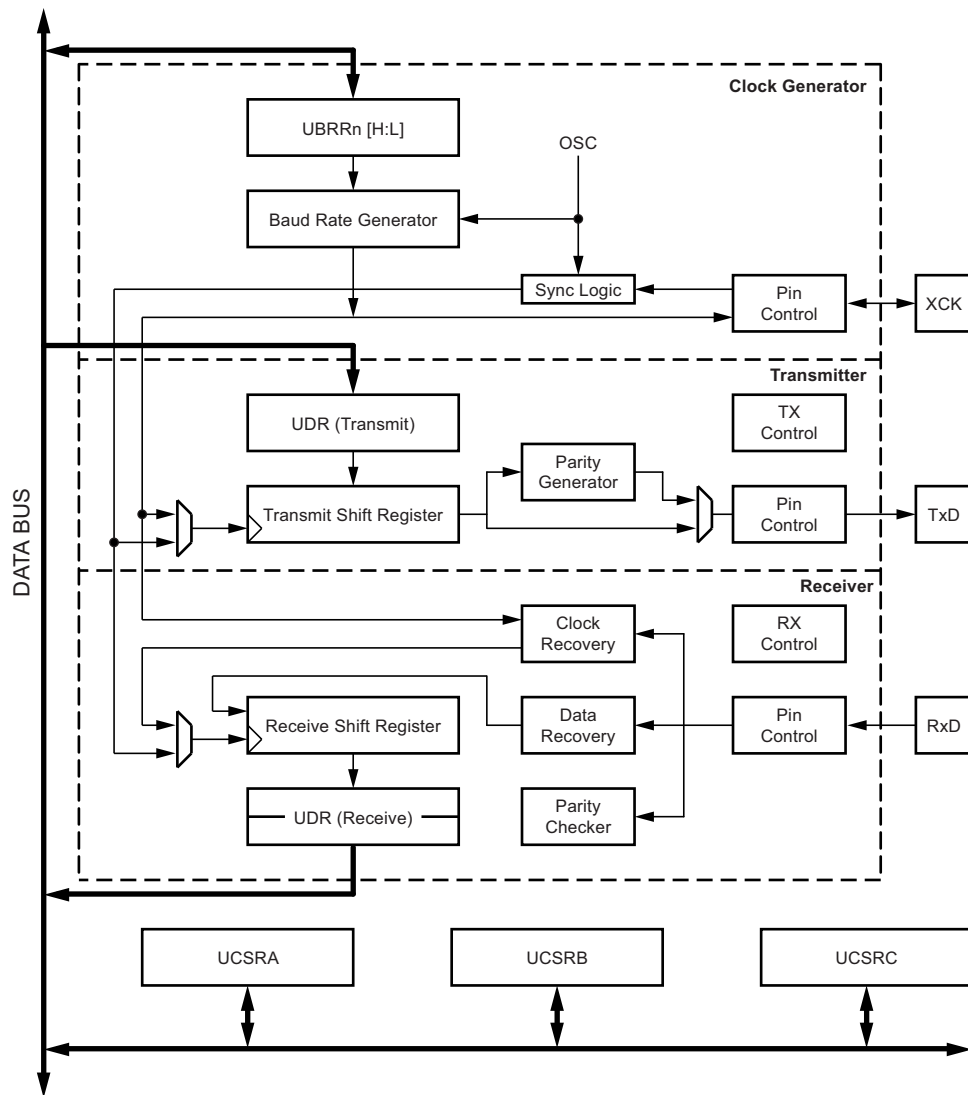 Clock Generator
UBRRn [H:L]
OSC
Baud Rate Generator
Sync Logic
Pin
Control
XCK
Transmitter
UDR (Transmit)
TX
Control
Parity
Generator
Transmit Shift Register
Pin
Control
TxD
DATA BUS
Receiver
Clock
Recovery
RX
Control
Receive Shift Register
Data
Recovery
Pin
Control
RxD
UDR (Receive)
Parity
Checker
UCSRA
UCSRB
UCSRC